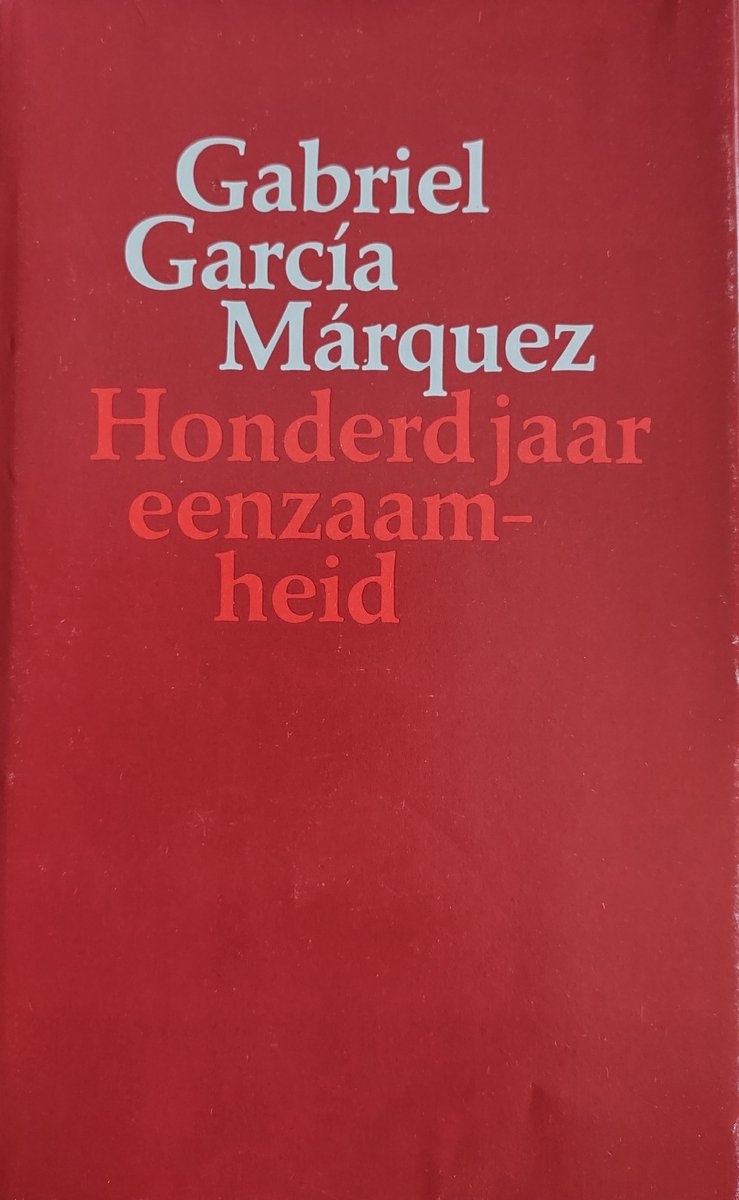 Gabriel
García
Márquez
Honderd jaar
eenzaam-
heid